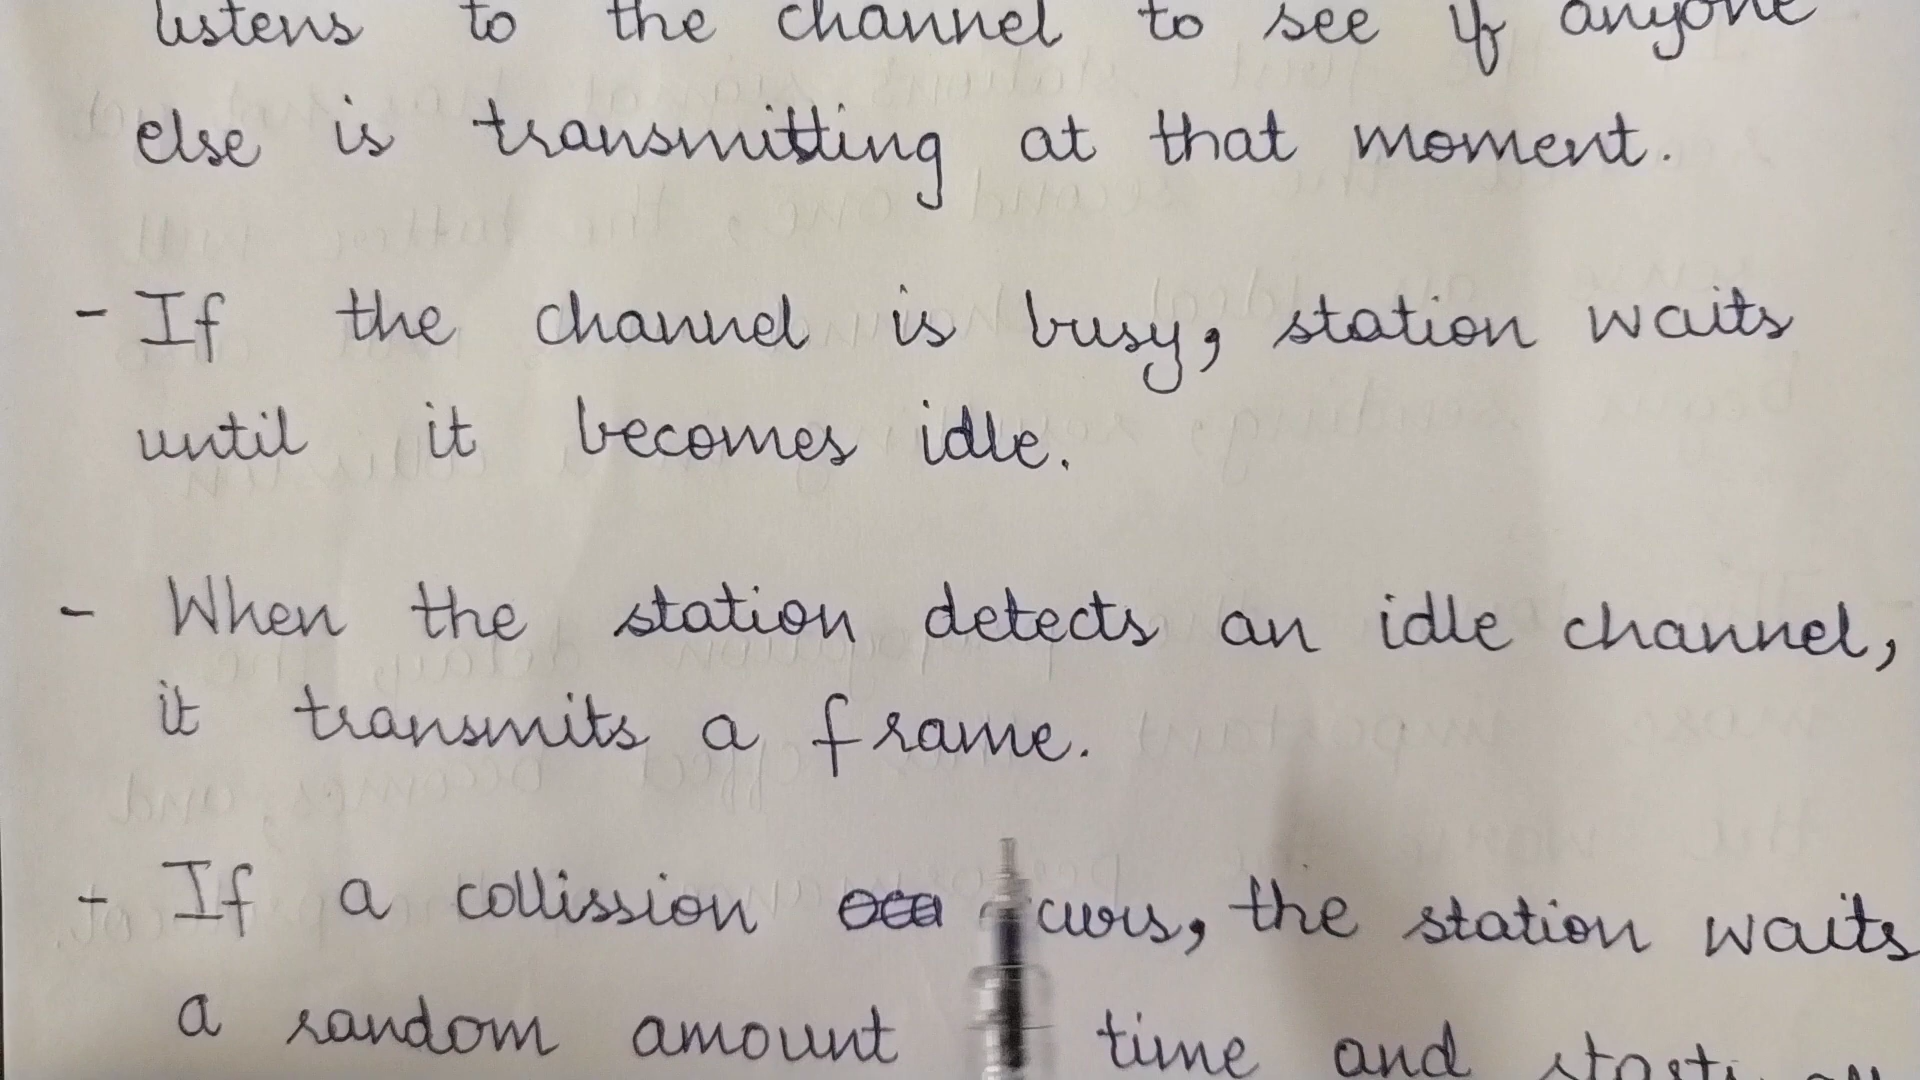 listens to the channel to see if anyone
else is transmitting at that moment.
- If the channel is busy, station waits
until it becomes idle.
- When the station detects an idle channel,
it transmits a frame.
- If a collission the station waits
a random amount time and